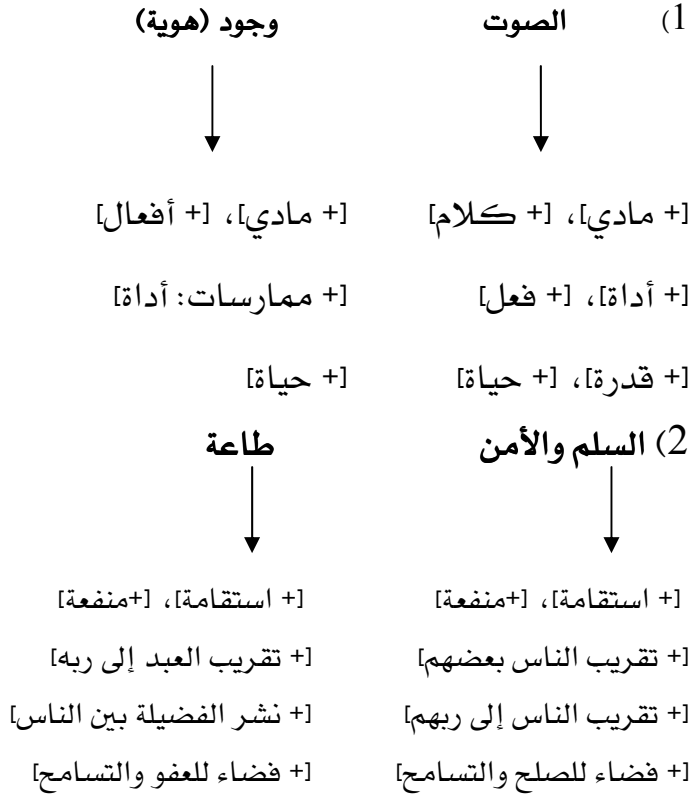 1) الصوت وجود (هوية)
[+ مادي]، [+ كلام] [+ مادي]، [+ أفعال]
[+ أداة]، [+ فعل] [+ ممارسات: أداة]
[+ قدرة]، [+ حياة] [+ حياة]
2) السلم والأمن طاعة
[+ استقامة]، [+منفعة] [+ استقامة]، [+منفعة]
[+ تقريب الناس بعضهم] [+ تقريب العبد إلى ربه]
[+ تقريب الناس إلى ربهم] [+ نشر الفضيلة بين الناس]
[+ فضاء للصلح والتسامح] [+ فضاء للعفو والتسامح]